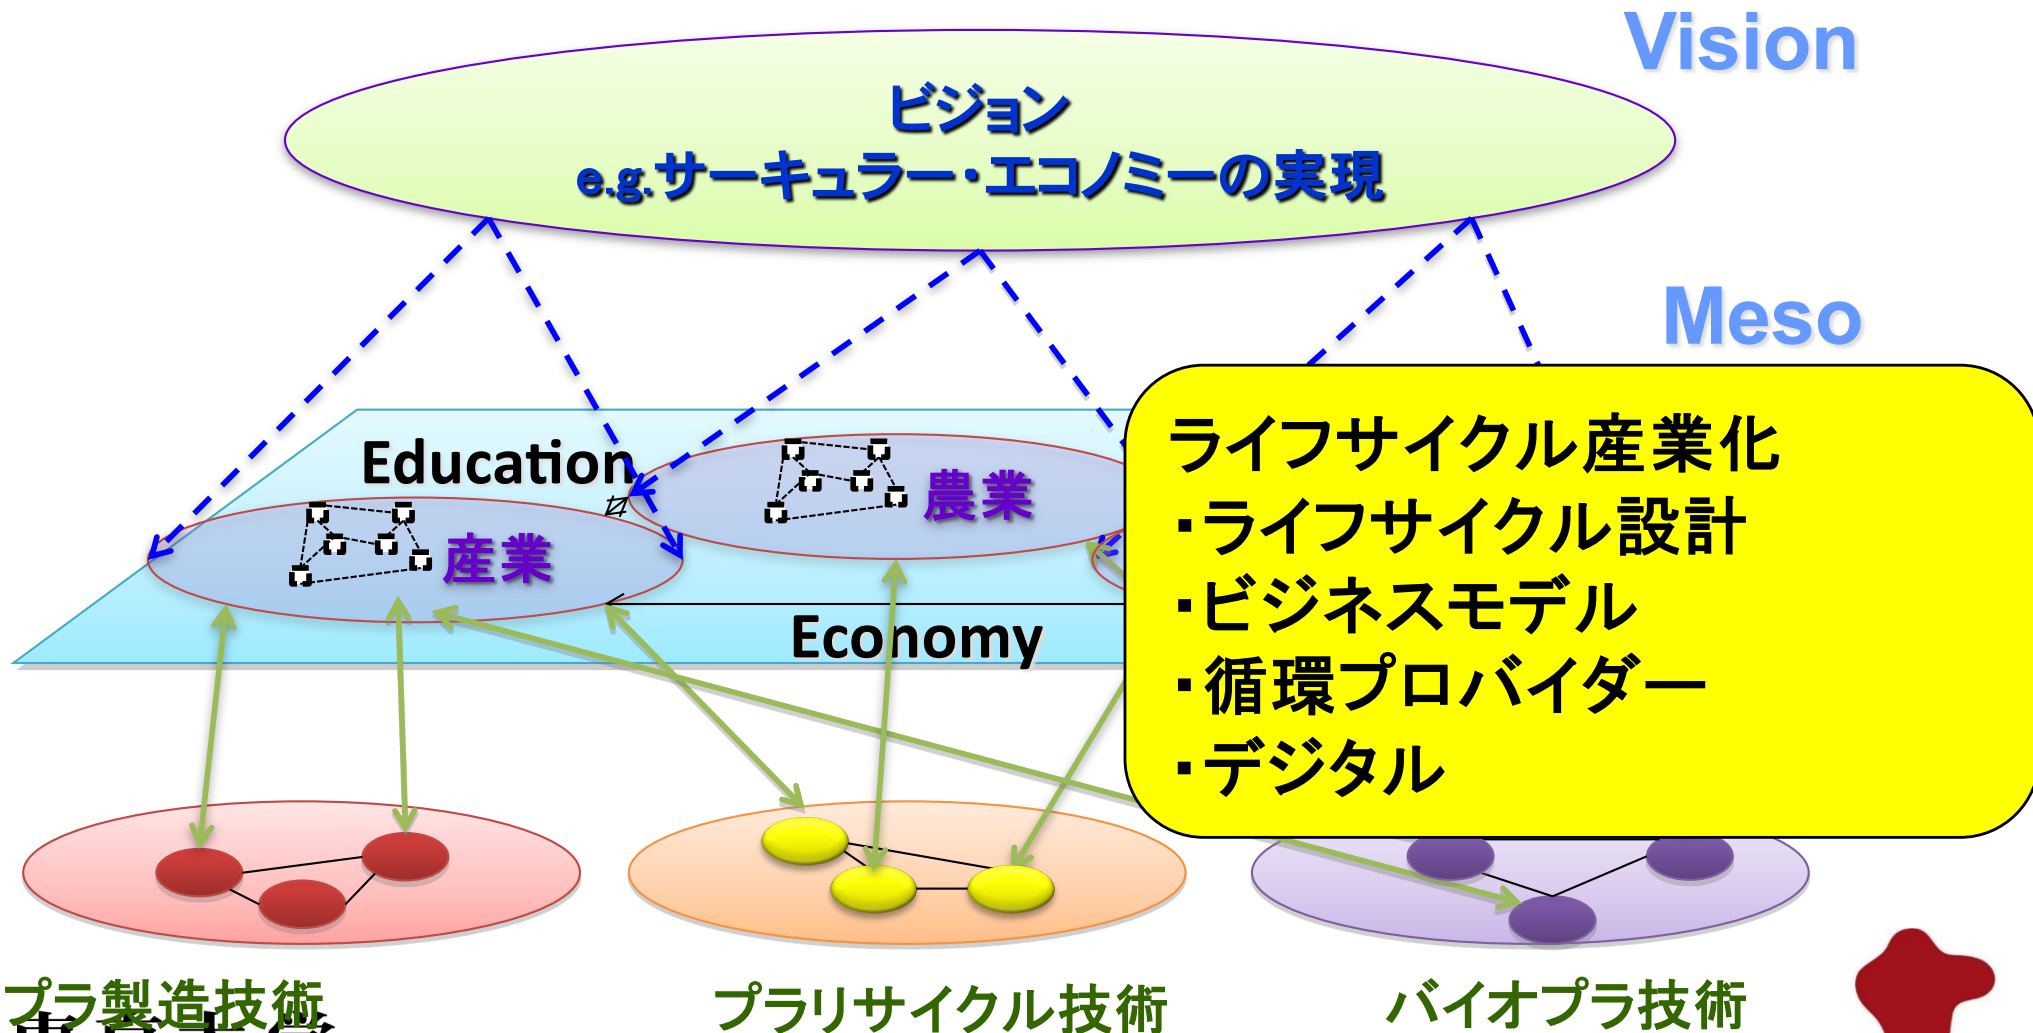 Vision
ビジョン
e.g.サーキュラー・エコノミーの実現
Meso
Education
農業
産業
Economy
ライフサイクル産業化
・ライフサイクル設計
・ビジネスモデル
・循環プロバイダー
・デジタル
プラ製造技術
プラリサイクル技術
バイオプラ技術